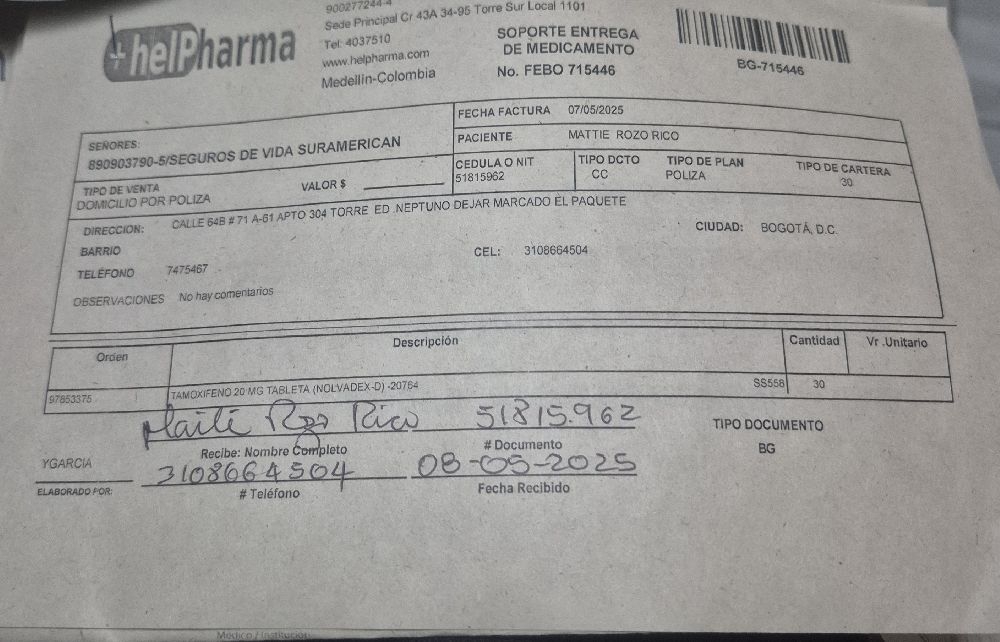 helPharma
900277244-4
Sede Principal Cr 43A 34-95 Torre Sur Local 1101
Tel: 4037510
www.helpharma.com
Medellin-Colombia
SOPORTE ENTREGA
DE MEDICAMENTO
No. FEBO 715446
BG-715446
SEÑORES:
890903790-5/SEGUROS DE VIDA SURAMERICAN
FECHA FACTURA 07/05/2025
PACIENTE MATTIE ROZO RICO
TIPO DE VENTA
DOMICILIO POR POLIZA
VALOR $
CEDULA O NIT
51815962
TIPO DCTO
CC
TIPO DE PLAN
POLIZA
TIPO DE CARTERA
30
DIRECCION: CALLE 64B # 71 A-61 APTO 304 TORRE ED .NEPTUNO DEJAR MARCADO EL PAQUETE
BARRIO
CEL: 3108664504
CIUDAD: BOGOTÁ, D.C.
TELÉFONO 7475467
OBSERVACIONES No hay comentarios
Orden Descripción Cantidad Vr .Unitario
97853375 TAMOXIFENO 20 MG TABLETA (NOLVADEX-D) -20764 SS558 30
Maiti Rozo Rico 51815.962
Recibe: Nombre Completo # Documento
TIPO DOCUMENTO
BG
YGARCIA
3108664504 08-05-2025
ELABORADO POR: # Teléfono Fecha Recibido
Médico / Institución